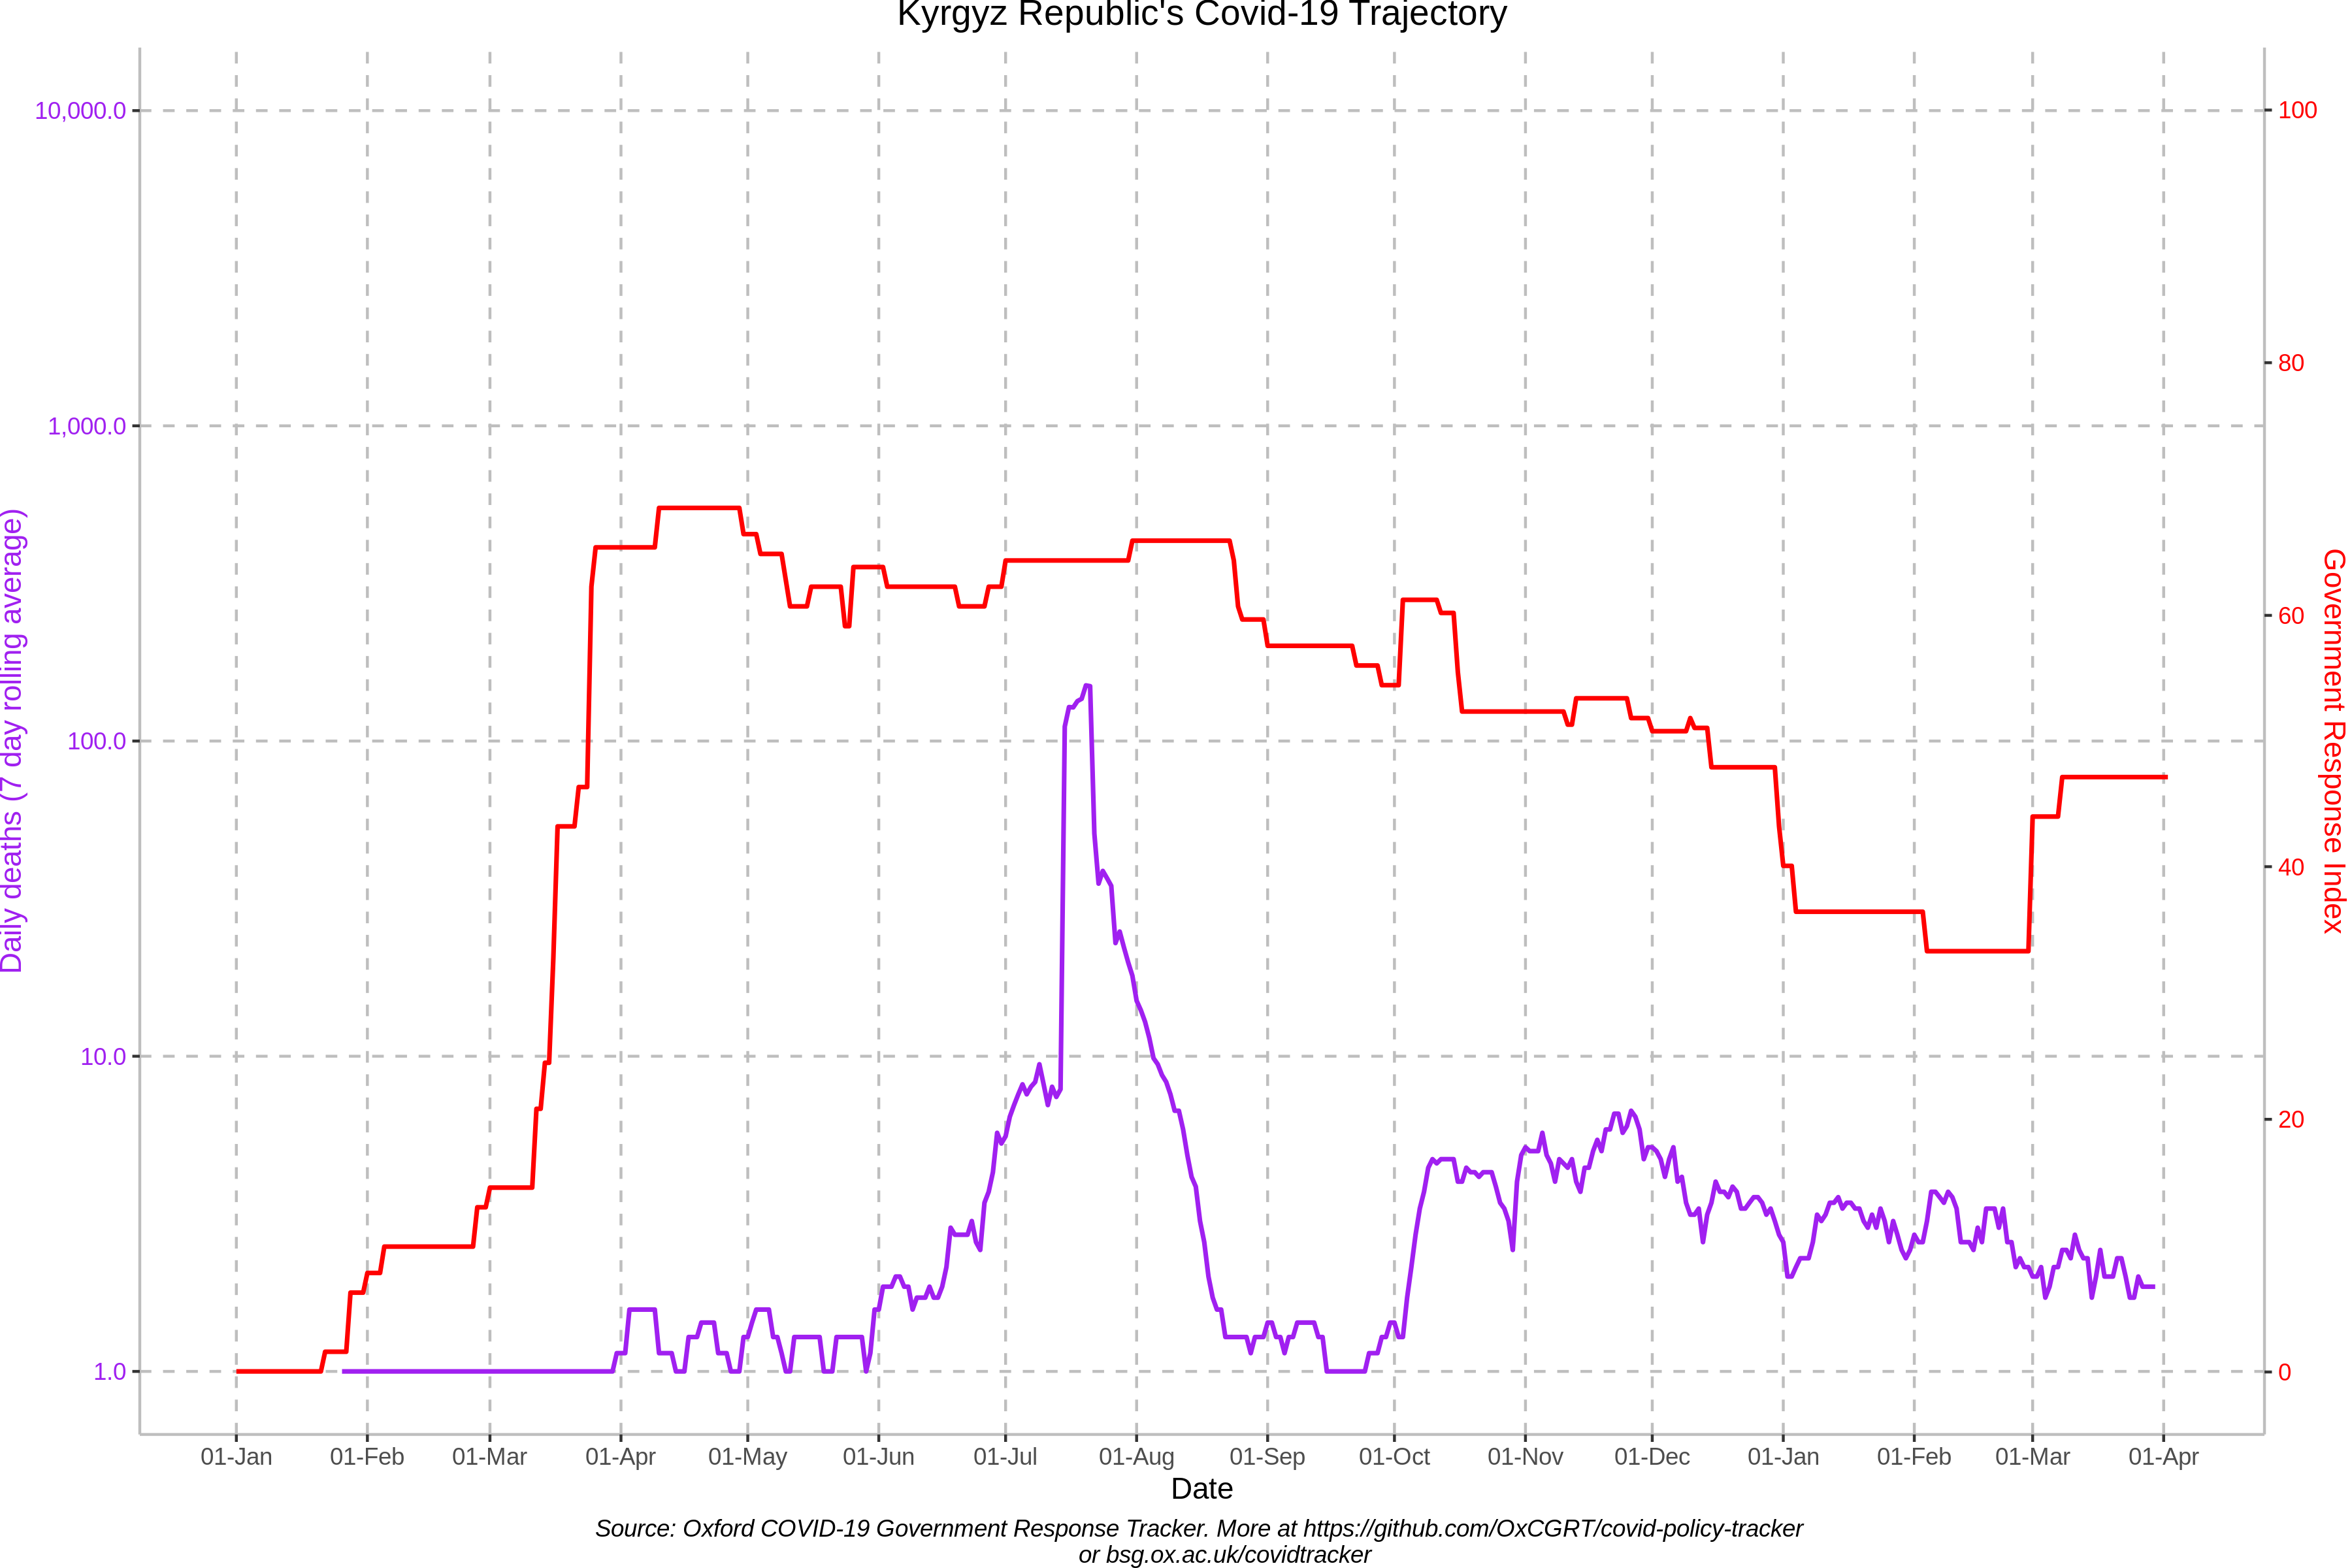 Kyrgyz Republic's Covid-19 Trajectory
10,000.0
1,000.0
100.0
10.0
1.0
Daily deaths (7 day rolling average)
100
80
60
40
20
0
Government Response Index
01-Jan 01-Feb 01-Mar 01-Apr 01-May 01-Jun 01-Jul 01-Aug 01-Sep 01-Oct 01-Nov 01-Dec 01-Jan 01-Feb 01-Mar 01-Apr
Date
Source: Oxford COVID-19 Government Response Tracker. More at https://github.com/OxCGRT/covid-policy-tracker
or bsg.ox.ac.uk/covidtracker